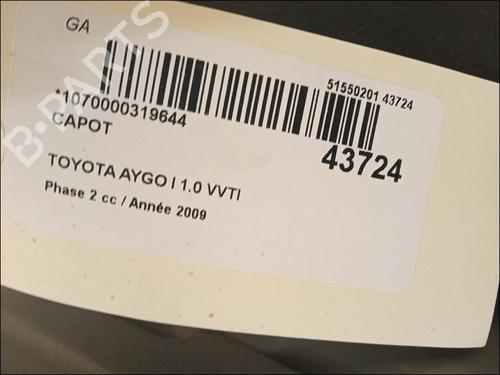 GA
51550201 43724
*1070000319644
CAPOT
43724
TOYOTA AYGO I 1.0 VVTI
Phase 2 cc / Année 2009
B-PARTS